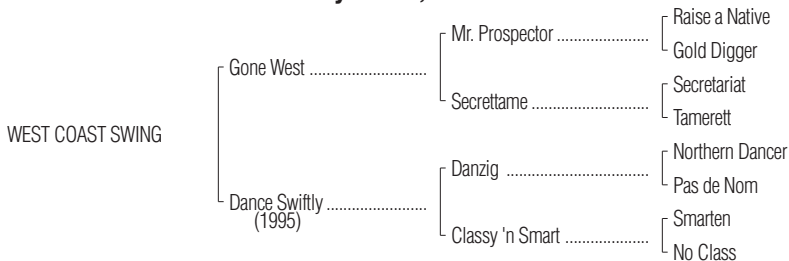 Raise a Native
Mr. Prospector ....................
Gold Digger
Gone West .........................
Secretariat
Secrettame .........................
Tamerett
WEST COAST SWING
Northern Dancer
Danzig ...............................
Pas de Nom
Dance Swiftly .....................
(1995)
Smarten
Classy 'n Smart ..................
No Class